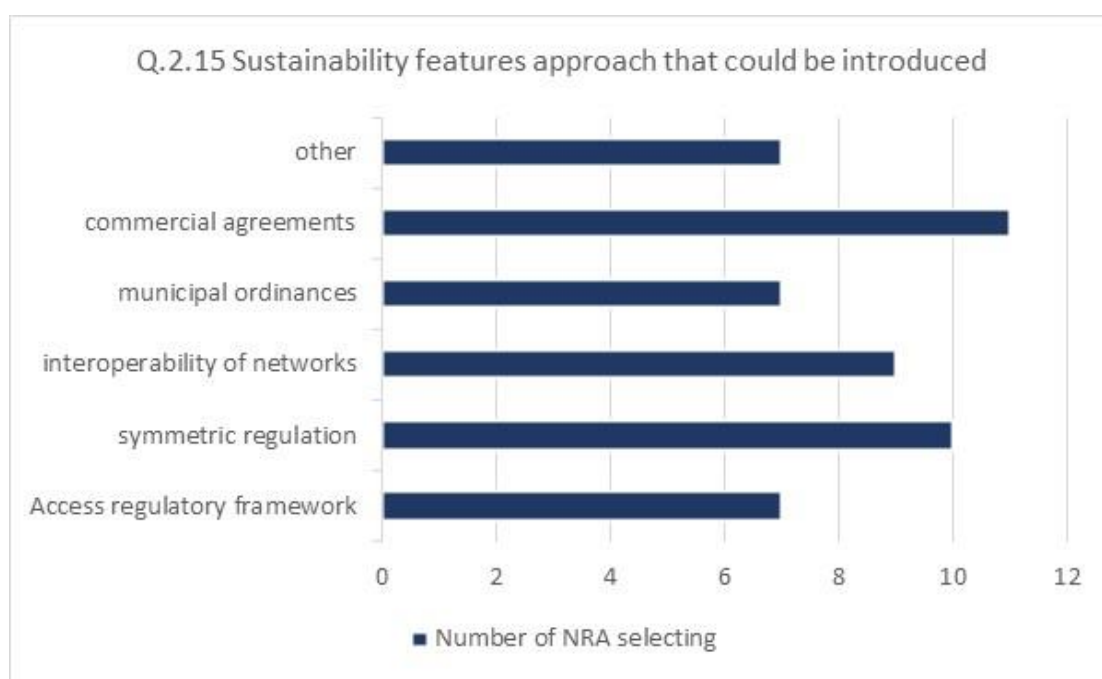 Q.2.15 Sustainability features approach that could be introduced
other
commercial agreements
municipal ordinances
interoperability of networks
symmetric regulation
Access regulatory framework
0 2 4 6 8 10 12
Number of NRA selecting